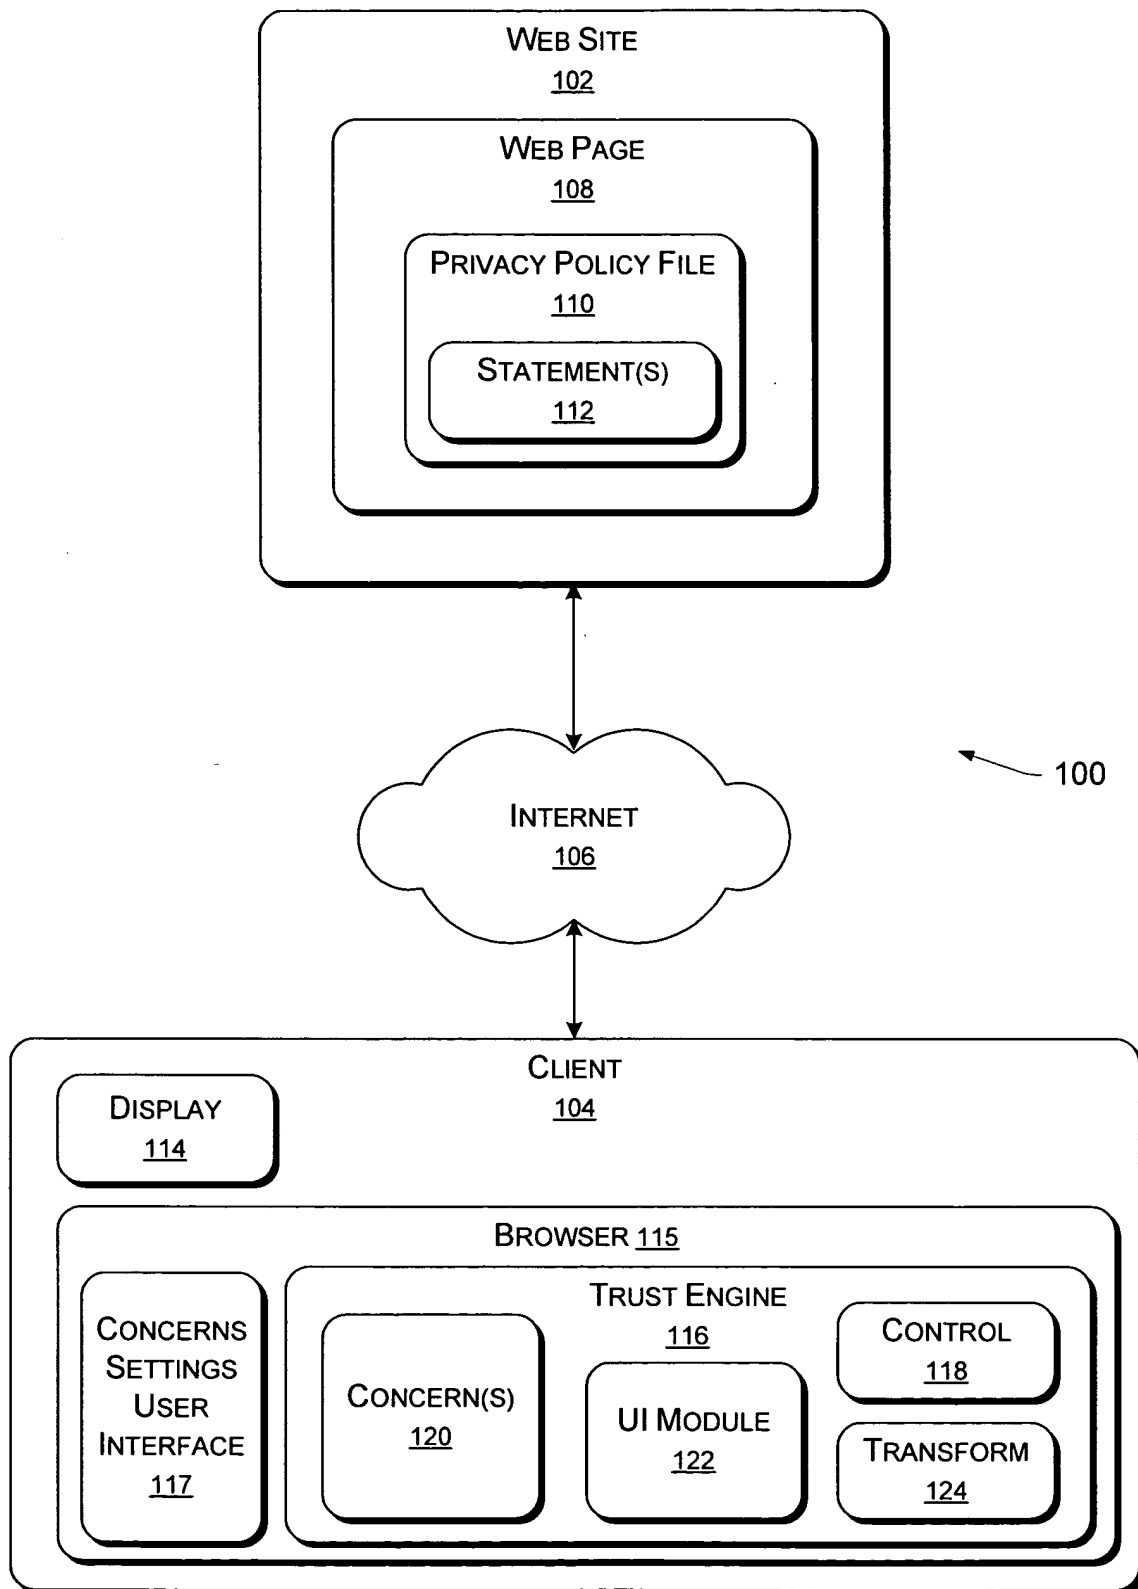 WEB SITE
102
WEB PAGE
108
PRIVACY POLICY FILE
110
STATEMENT(S)
112
INTERNET
106
100
CLIENT
104
DISPLAY
114
BROWSER 115
CONCERNS
SETTINGS
USER
INTERFACE
117
TRUST ENGINE
116
CONCERN(S)
120
UI MODULE
122
CONTROL
118
TRANSFORM
124